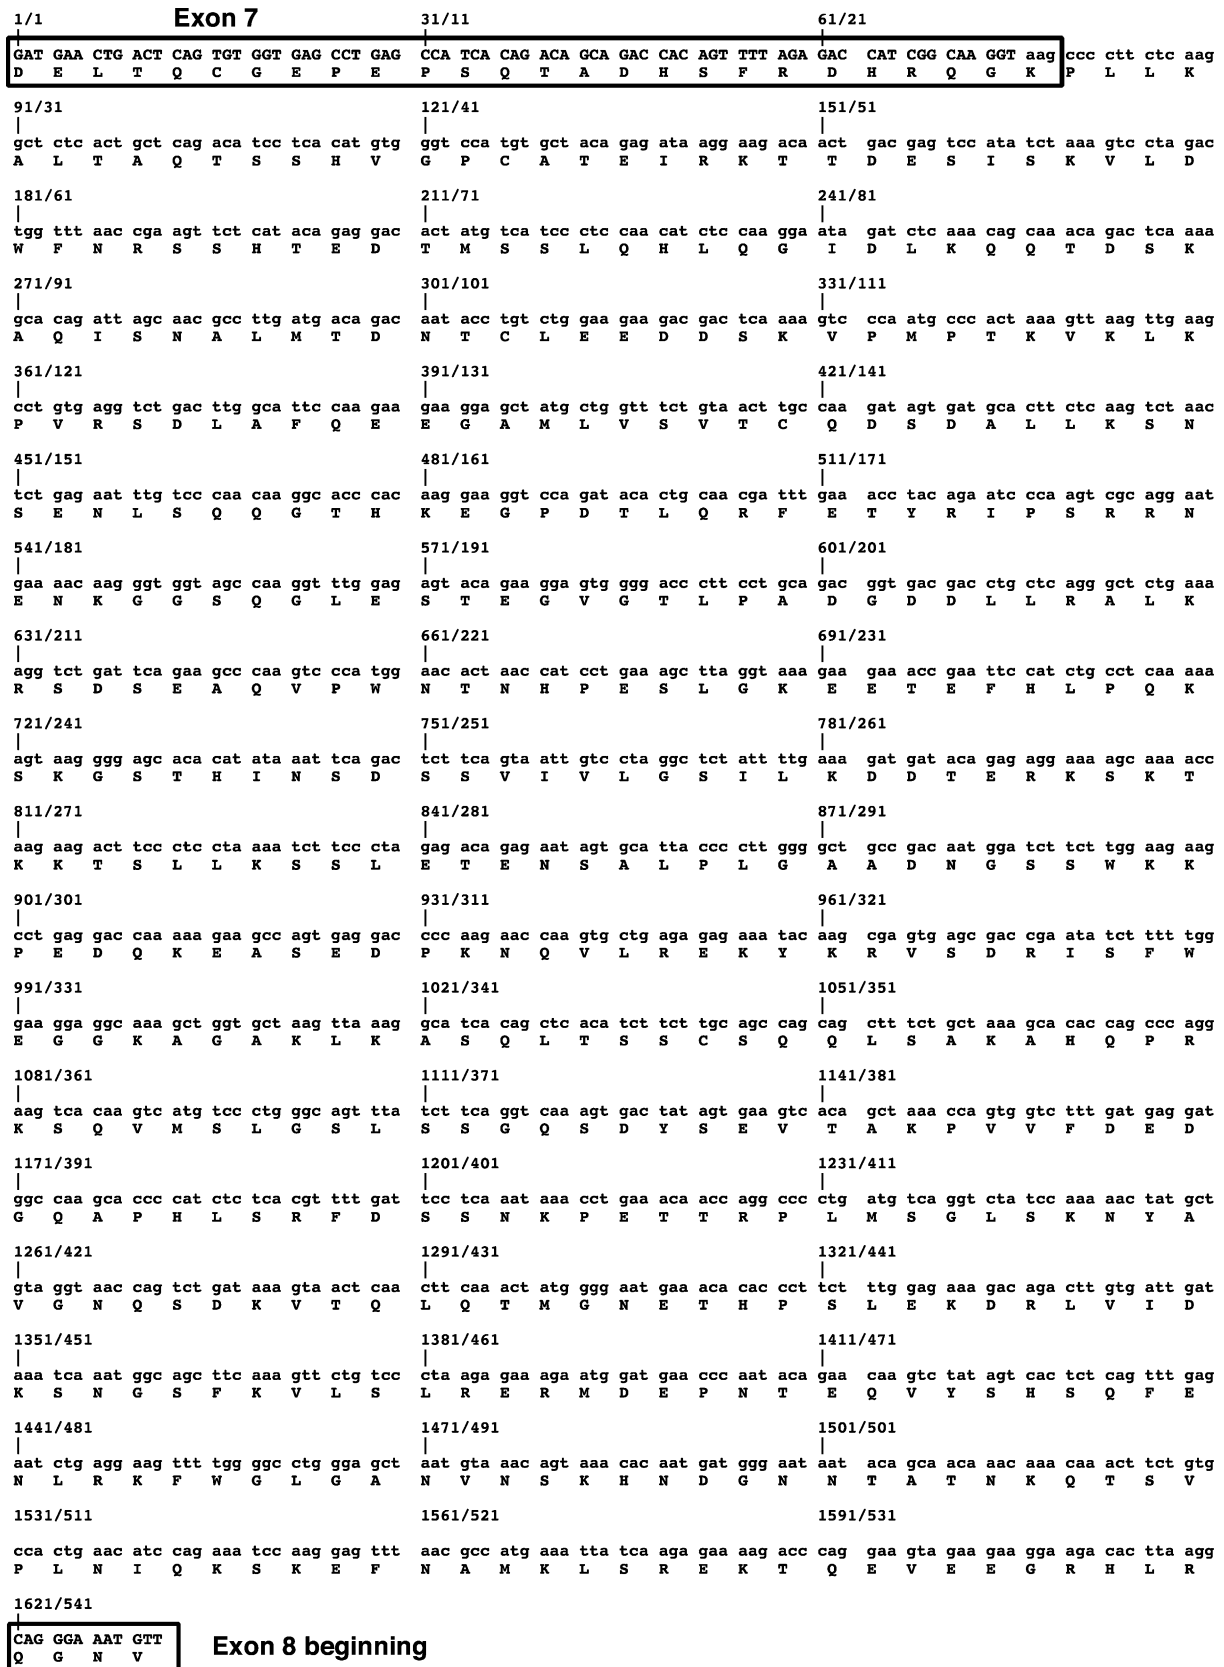 1/1 Exon 7 31/11 61/21
GAT GAA CTG ACT CAG TGT GGT GAG CCT GAG CCA TCA CAG ACA GCA GAC CAC AGT TTT AGA GAC CAT CGG CAA GGT aag ccc ctt ctc aag
D E L T Q C G E P E P S Q T A D H S F R D H R Q G K P L L K
91/31 121/41 151/51
gct ctc act gct cag aca tcc tca cat gtg ggt cca tgt gct aca gag ata agg aag aca act gac gag tcc ata tct aaa gtc cta gac
A L T A Q T S S H V G P C A T E I R K T T D E S I S K V L D
181/61 211/71 241/81
tgg ttt aac cga agt tct cat aca gag gac act atg tca tcc ctc caa cat ctc caa gga ata gat ctc aaa cag caa aca gac tca aaa
W F N R S S H T E D T M S S L Q H L Q G I D L K Q Q T D S K
271/91 301/101 331/111
gca cag att agc aac gcc ttg atg aca gac aat acc tgt ctg gaa gaa gac gac tca aaa gtc cca atg ccc act aaa gtt aag ttg aag
A Q I S N A L M T D N T C L E E D D S K V P M P T K V K L K
361/121 391/131 421/141
cct gtg agg tct gac ttg gca ttc caa gaa gaa gga gct atg ctg gtt tct gta act tgc caa gat agt gat gca ctt ctc aag tct aac
P V R S D L A F Q E E G A M L V S V T C Q D S D A L L K S N
451/151 481/161 511/171
tct gag aat ttg tcc caa caa ggc acc cac aag gaa ggt cca gat aca ctg caa cga ttt gaa acc tac aga atc cca agt cgc agg aat
S E N L S Q Q G T H K E G P D T L Q R F E T Y R I P S R R N
541/181 571/191 601/201
gaa aac aag ggt ggt agc caa ggt ttg gag agt aca gaa gga gtg ggg acc ctt cct gca gac ggt gac gac ctg ctc agg gct ctg aaa
E N K G G S Q G L E S T E G V G T L P A D G D D L L R A L K
631/211 661/221 691/231
agg tct gat tca gaa gcc caa gtc cca tgg aac act aac cat cct gaa agc tta ggt aaa gaa gaa acc gaa ttc cat ctg cct caa aaa
R S D S E A Q V P W N T N H P E S L G K E E T E F H L P Q K
721/241 751/251 781/261
agt aag ggg agc aca cat ata aat tca gac tct tca gta att gtc cta ggc tct att ttg aaa gat gat aca gag agg aaa agc aaa acc
S K G S T H I N S D S S V I V L G S I L K D D T E R K S K T
811/271 841/281 871/291
aag aag act tcc ctc cta aaa tct tcc cta gag aca gag aat agt gca tta ccc ctt ggg gct gcc gac aat gga tct tct tgg aag aag
K K T S L L K S S L E T E N S A L P L G A A D N G S S W K K
901/301 931/311 961/321
cct gag gac caa aaa gaa gcc agt gag gac ccc aag aac caa gtg ctg aga gag aaa tac aag cga gtg agc gac cga ata tct ttt tgg
P E D Q K E A S E D P K N Q V L R E K Y K R V S D R I S F W
991/331 1021/341 1051/351
gaa gga ggc aaa gct ggt gct aag tta aag gca tca cag ctc aca tct tct tgc agc cag cag ctt tct gct aaa gca cac cag ccc agg
E G G K A G A K L K A S Q L T S S C S Q Q L S A K A H Q P R
1081/361 1111/371 1141/381
aag tca caa gtc atg tcc ctg ggc agt tta tct tca ggt caa agt gac tat agt gaa gtc aca gct aaa cca gtg gtc ttt gat gag gat
K S Q V M S L G S L S S G Q S D Y S E V T A K P V V F D E D
1171/391 1201/401 1231/411
ggc caa gca ccc cat ctc tca cgt ttt gat tcc tca aat aaa cct gaa aca acc agg ccc ctg atg tca ggt cta tcc aaa aac tat gct
G Q A P H L S R F D S S N K P E T T R P L M S G L S K N Y A
1261/421 1291/431 1321/441
gta ggt aac cag tct gat aaa gta act caa ctt caa act atg ggg aat gaa aca cac cct tct ttg gag aaa gac aga ctt gtg att gat
V G N Q S D K V T Q L Q T M G N E T H P S L E K D R L V I D
1351/451 1381/461 1411/471
aaa tca aat ggc agc ttc aaa gtt ctg tcc cta aga gaa aga atg gat gaa ccc aat aca gaa caa gtc tat agt cac tct cag ttt gag
K S N G S F K V L S L R E R M D E P N T E Q V Y S H S Q F E
1441/481 1471/491 1501/501
aat ctg agg aag ttt tgg ggc ctg gga gct aat gta aac agt aaa cac aat gat ggg aat aat aca gca aca aac aaa caa act tct gtg
N L R K F W G L G A N V N S K H N D G N N T A T N K Q T S V
1531/511 1561/521 1591/531
cca ctg aac atc cag aaa tcc aag gag ttt aac gcc atg aaa tta tca aga gaa aag acc cag gaa gta gaa gaa gga aga cac tta agg
P L N I Q K S K E F N A M K L S R E K T Q E V E E G R H L R
1621/541
CAG GGA AAT GTT Exon 8 beginning
Q G N V